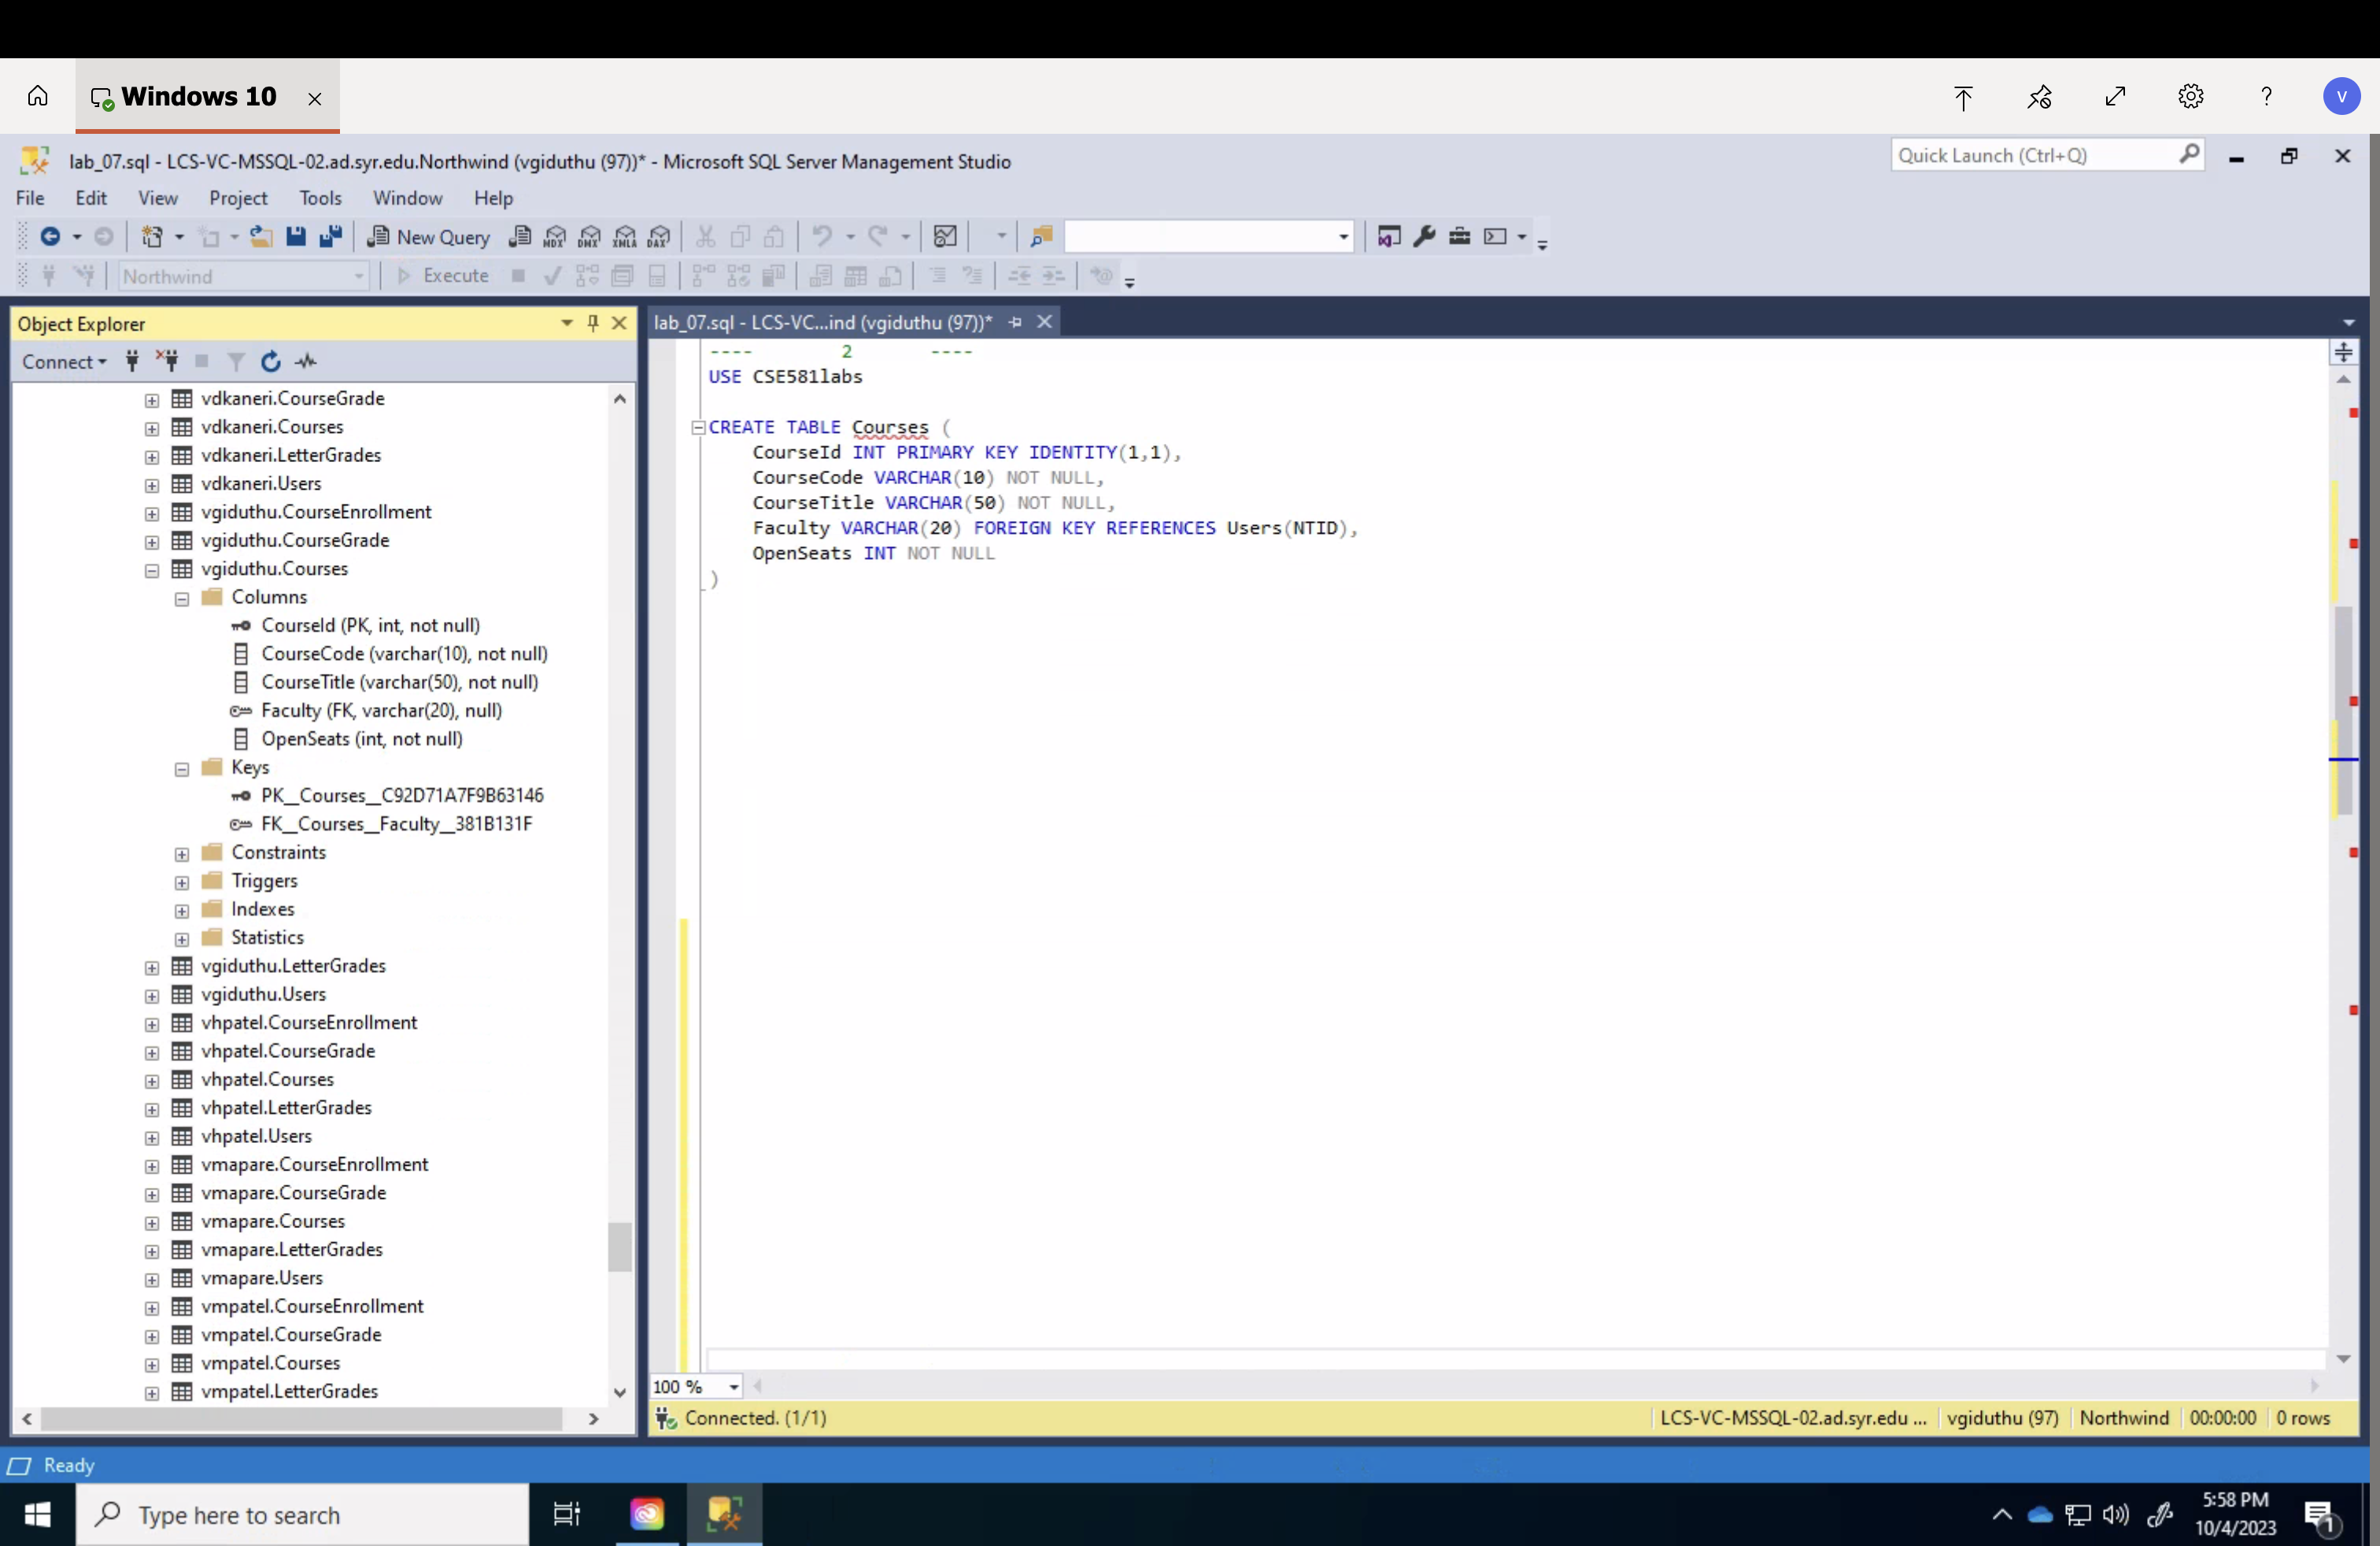 Windows 10
?
V
lab_07.sql - LCS-VC-MSSQL-02.ad.syr.edu.Northwind (vgiduthu (97))* - Microsoft SQL Server Management Studio
Quick Launch (Ctrl+Q)
File Edit View Project Tools Window Help
New Query
MDX DMX XMLA DAX
Northwind
Execute
Object Explorer
Connect
vdkaneri.CourseGrade
vdkaneri.Courses
vdkaneri.LetterGrades
vdkaneri.Users
vgiduthu.CourseEnrollment
vgiduthu.CourseGrade
vgiduthu.Courses
Columns
CourseId (PK, int, not null)
CourseCode (varchar(10), not null)
CourseTitle (varchar(50), not null)
Faculty (FK, varchar(20), null)
OpenSeats (int, not null)
Keys
PK__Courses__C92D71A7F9B63146
FK__Courses__Faculty__381B131F
Constraints
Triggers
Indexes
Statistics
vgiduthu.LetterGrades
vgiduthu.Users
vhpatel.CourseEnrollment
vhpatel.CourseGrade
vhpatel.Courses
vhpatel.LetterGrades
vhpatel.Users
vmapare.CourseEnrollment
vmapare.CourseGrade
vmapare.Courses
vmapare.LetterGrades
vmapare.Users
vmpatel.CourseEnrollment
vmpatel.CourseGrade
vmpatel.Courses
vmpatel.LetterGrades
lab_07.sql - LCS-VC...ind (vgiduthu (97))*
---- 2 ----
USE CSE581labs
CREATE TABLE Courses (
CourseId INT PRIMARY KEY IDENTITY(1,1),
CourseCode VARCHAR(10) NOT NULL,
CourseTitle VARCHAR(50) NOT NULL,
Faculty VARCHAR(20) FOREIGN KEY REFERENCES Users(NTID),
OpenSeats INT NOT NULL
)
100 %
Connected. (1/1)
LCS-VC-MSSQL-02.ad.syr.edu ... vgiduthu (97) Northwind 00:00:00 0 rows
Ready
Type here to search
5:58 PM
10/4/2023
1